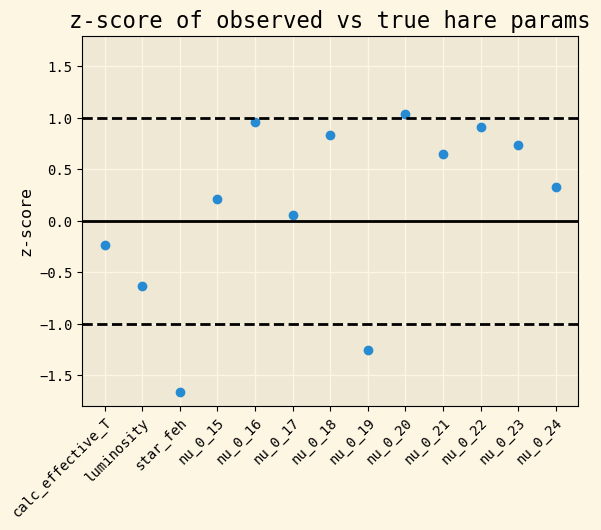 z-score of observed vs true hare params
z-score
1.5
1.0
0.5
0.0
−0.5
−1.0
−1.5
calc_effective_T
luminosity
star_feh
nu_0_15
nu_0_16
nu_0_17
nu_0_18
nu_0_19
nu_0_20
nu_0_21
nu_0_22
nu_0_23
nu_0_24